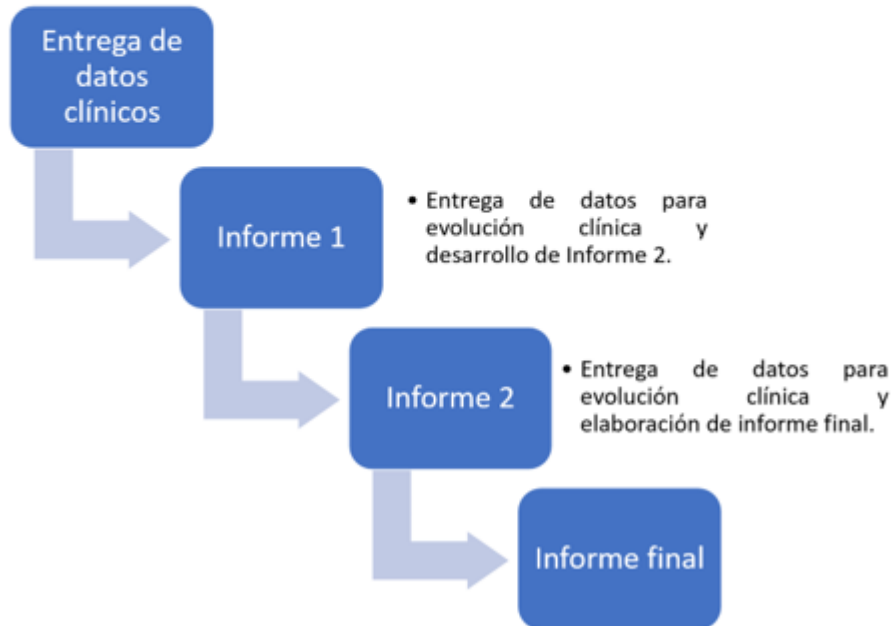 Entrega de
datos
clínicos
Informe 1
• Entrega de datos para
evolución clínica y
desarrollo de Informe 2.
Informe 2
• Entrega de datos para
evolución clínica y
elaboración de informe final.
Informe final